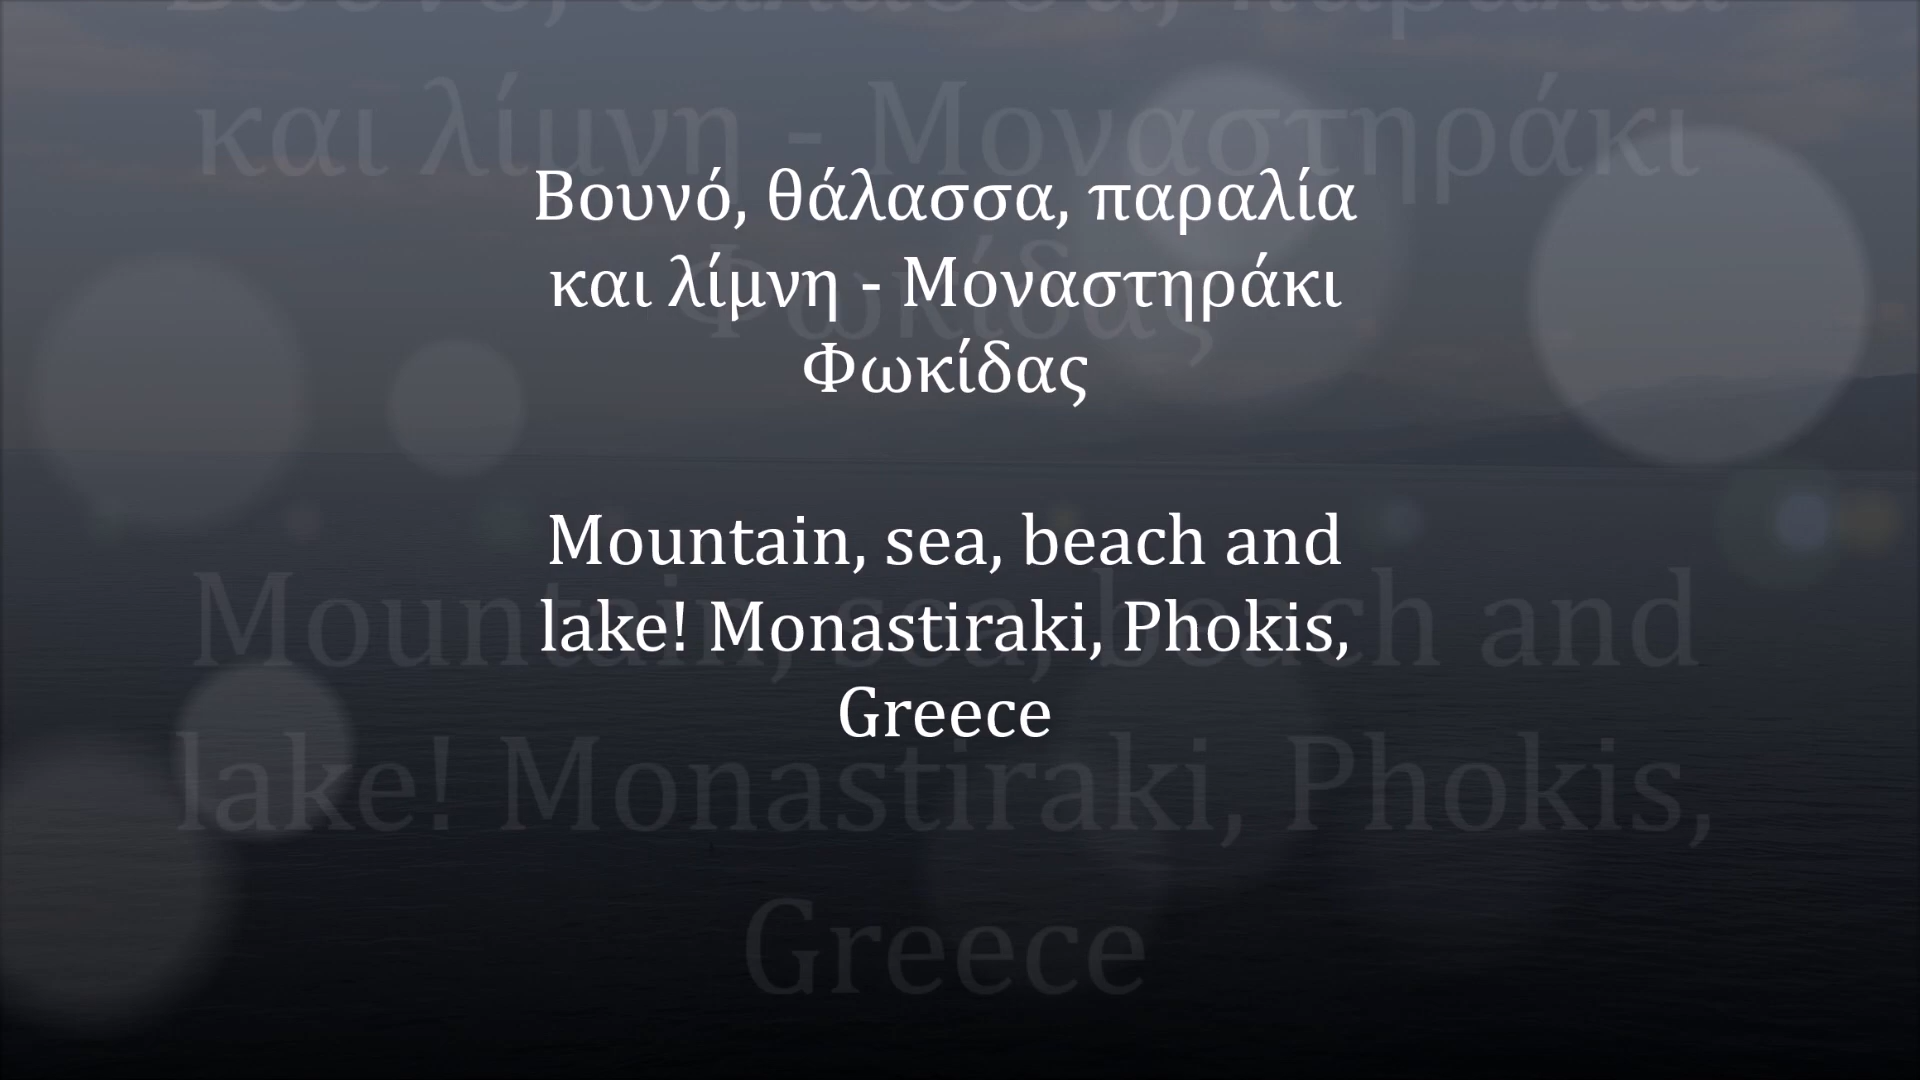 Βουνό, θάλασσα, παραλία
και λίμνη - Μοναστηράκι
Φωκίδας
Mountain, sea, beach and
lake! Monastiraki, Phokis,
Greece